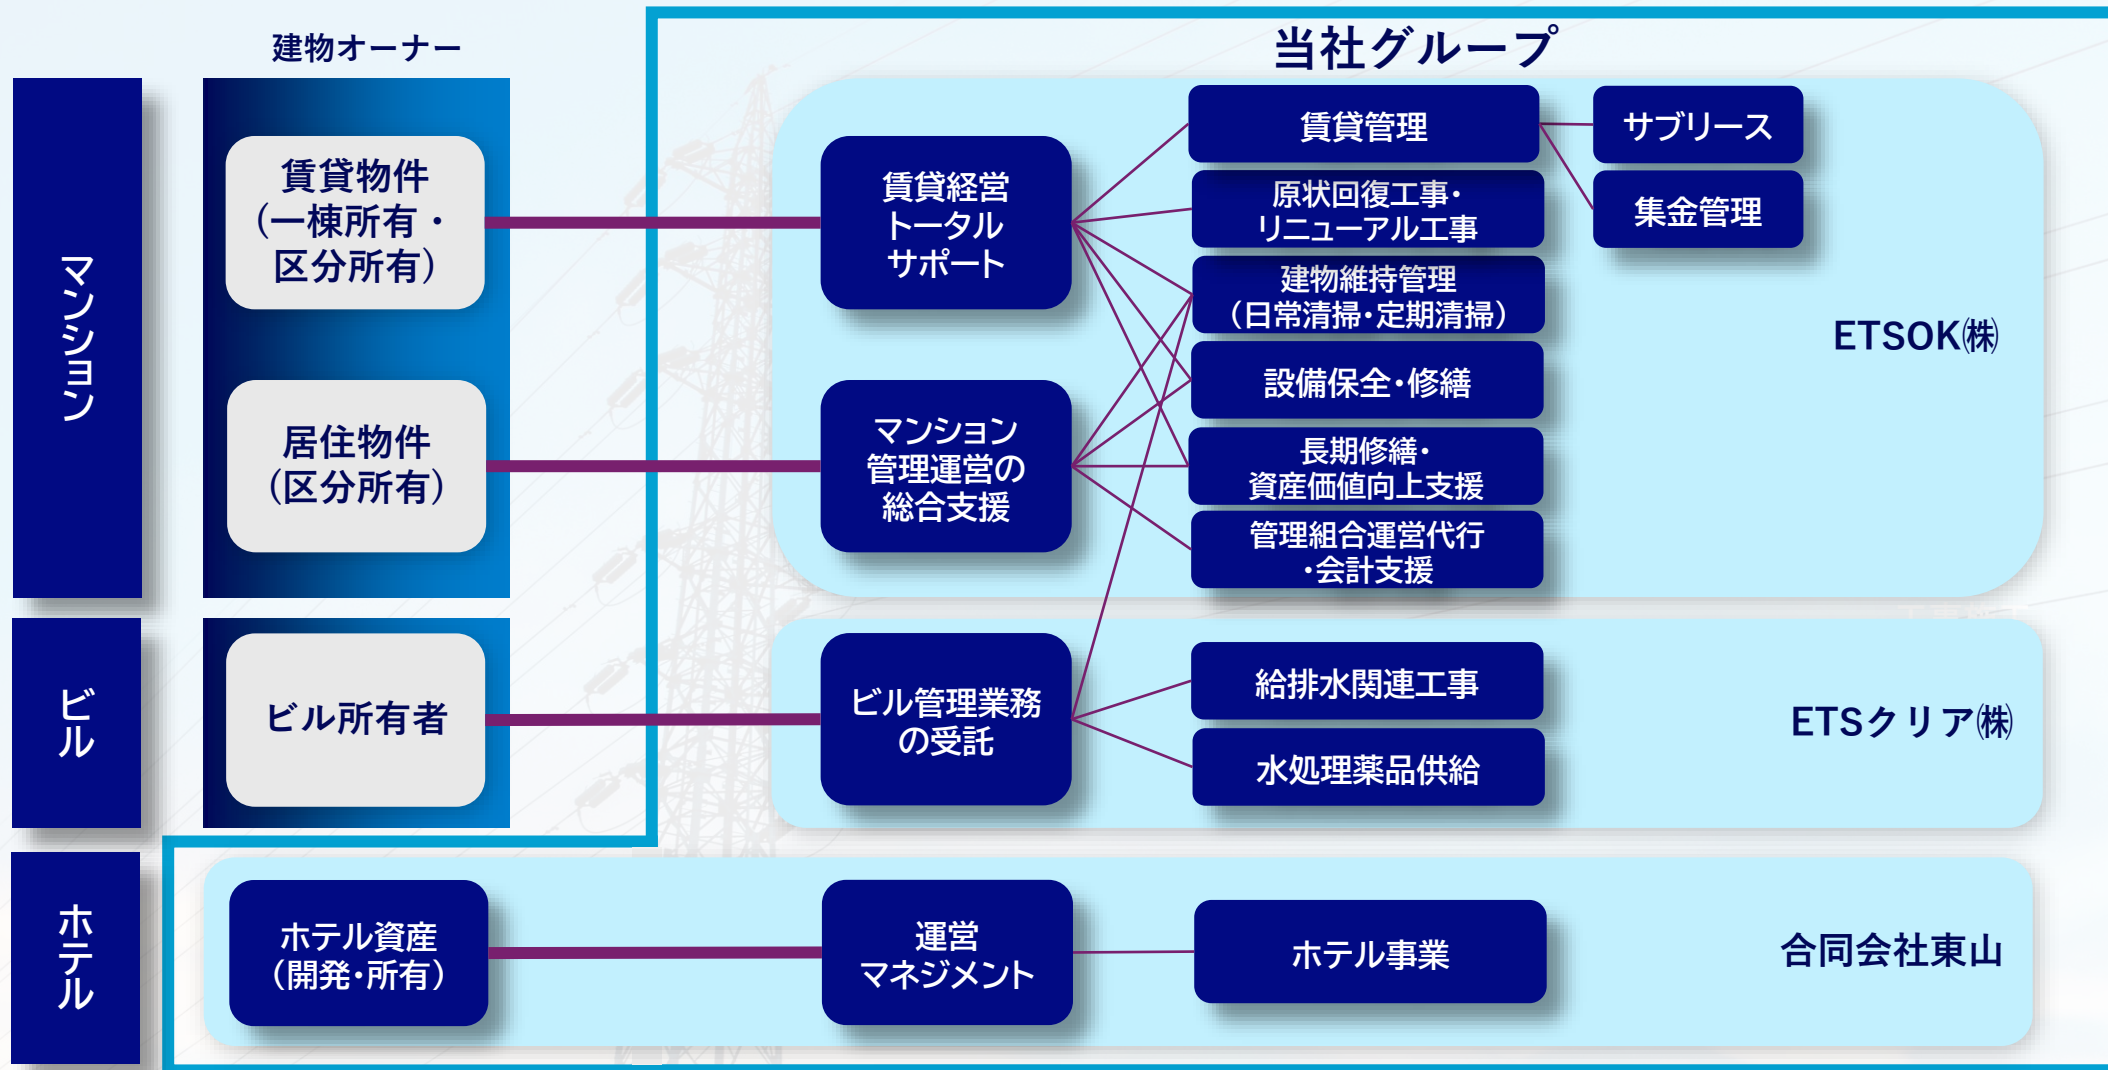 建物オーナー
当社グループ
マンション
賃貸物件
（一棟所有・
区分所有）
居住物件
（区分所有）
賃貸経営
トータル
サポート
マンション
管理運営の
総合支援
賃貸管理
原状回復工事・
リニューアル工事
建物維持管理
（日常清掃・定期清掃）
設備保全・修繕
長期修繕・
資産価値向上支援
管理組合運営代行
・会計支援
サブリース
集金管理
ETSOK㈱
ビル
ビル所有者
ビル管理業務
の受託
給排水関連工事
水処理薬品供給
ETSクリア㈱
ホテル
ホテル資産
（開発・所有）
運営
マネジメント
ホテル事業
合同会社東山